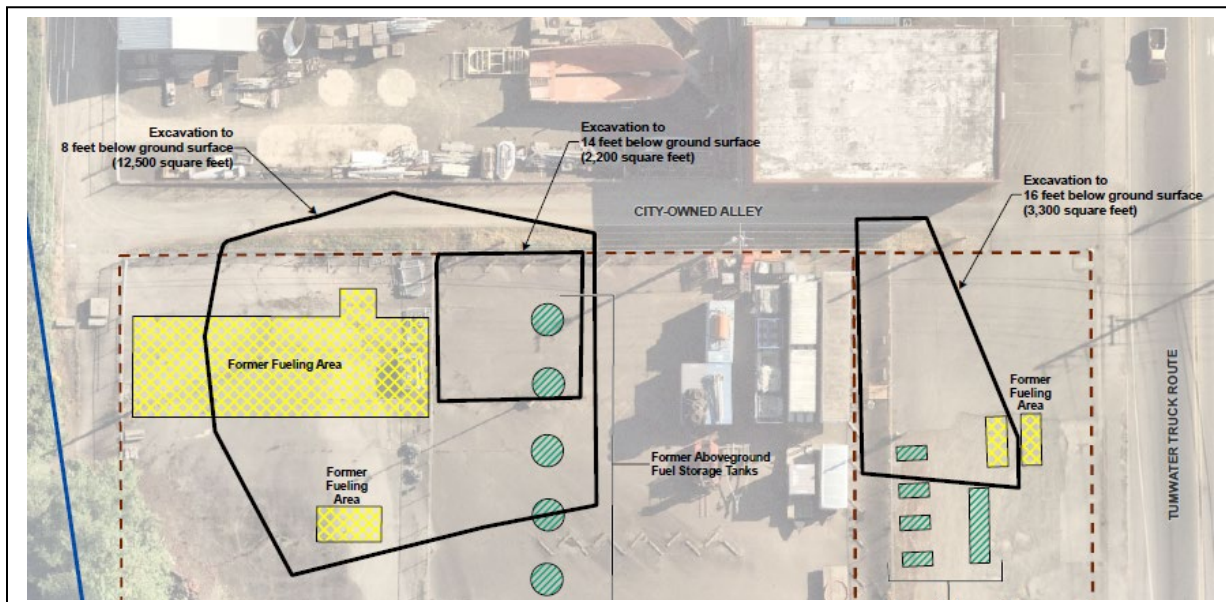 Excavation to
8 feet below ground surface
(12,500 square feet)
Excavation to
14 feet below ground surface
(2,200 square feet)
Excavation to
16 feet below ground surface
(3,300 square feet)
CITY-OWNED ALLEY
Former Fueling Area
Former
Fueling
Area
Former
Fueling
Area
Former Aboveground
Fuel Storage Tanks
TUMWATER TRUCK ROUTE